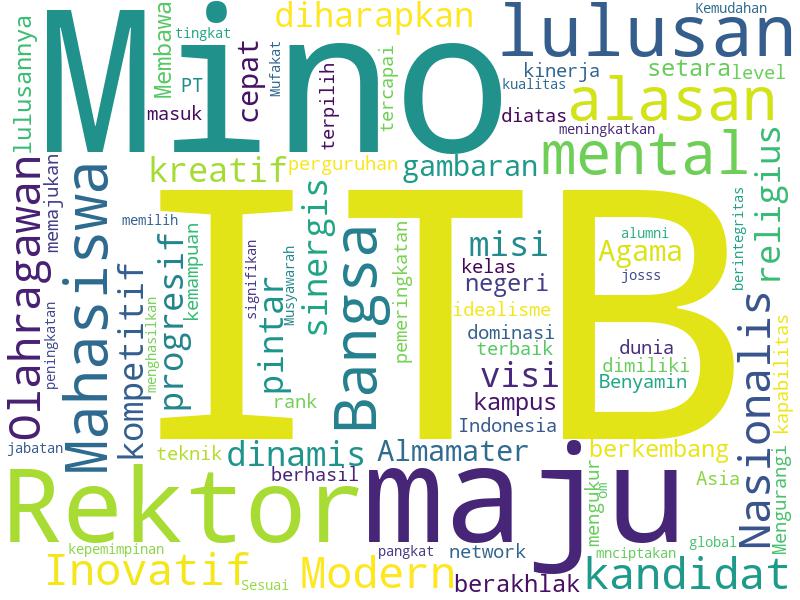 lulusannya
Mino
Membawa
tingkat
PT
masuk
cepat
diharapkan
Mufakat
terpilih
tercapai
lulusan
Kemudahan
kinerja
kualitas
setara
level
diatas
alasan
meningkatkan
mental
kreatif
perguruhan
gambaran
religius
Olahragawan
memajukan
Mahasiswa
memilih
ITB
progresif
kemampuan
signifikan
Musyawarah
sinergis
Bangsa
pemeringkatan
misi
kelas
negeri
idealisme
dominasi
terbaik
visi
kampus
Indonesia
alumni
Agama
josss
dunia
dimiliki
Benyamin
berintegritas
Nasionalis
kapabilitas
peningkatan
kompetitif
menghasilkan
pintar
rank
jabatan
teknik
dinamis
Almamater
berkembang
berhasil
Rektor
maju
mengukur
om
Asia
Mengurangi
kepemimpinan
Inovatif
Sesuai
Modern
pangkat
network
berakhlak
mnciptakan
global
kandidat